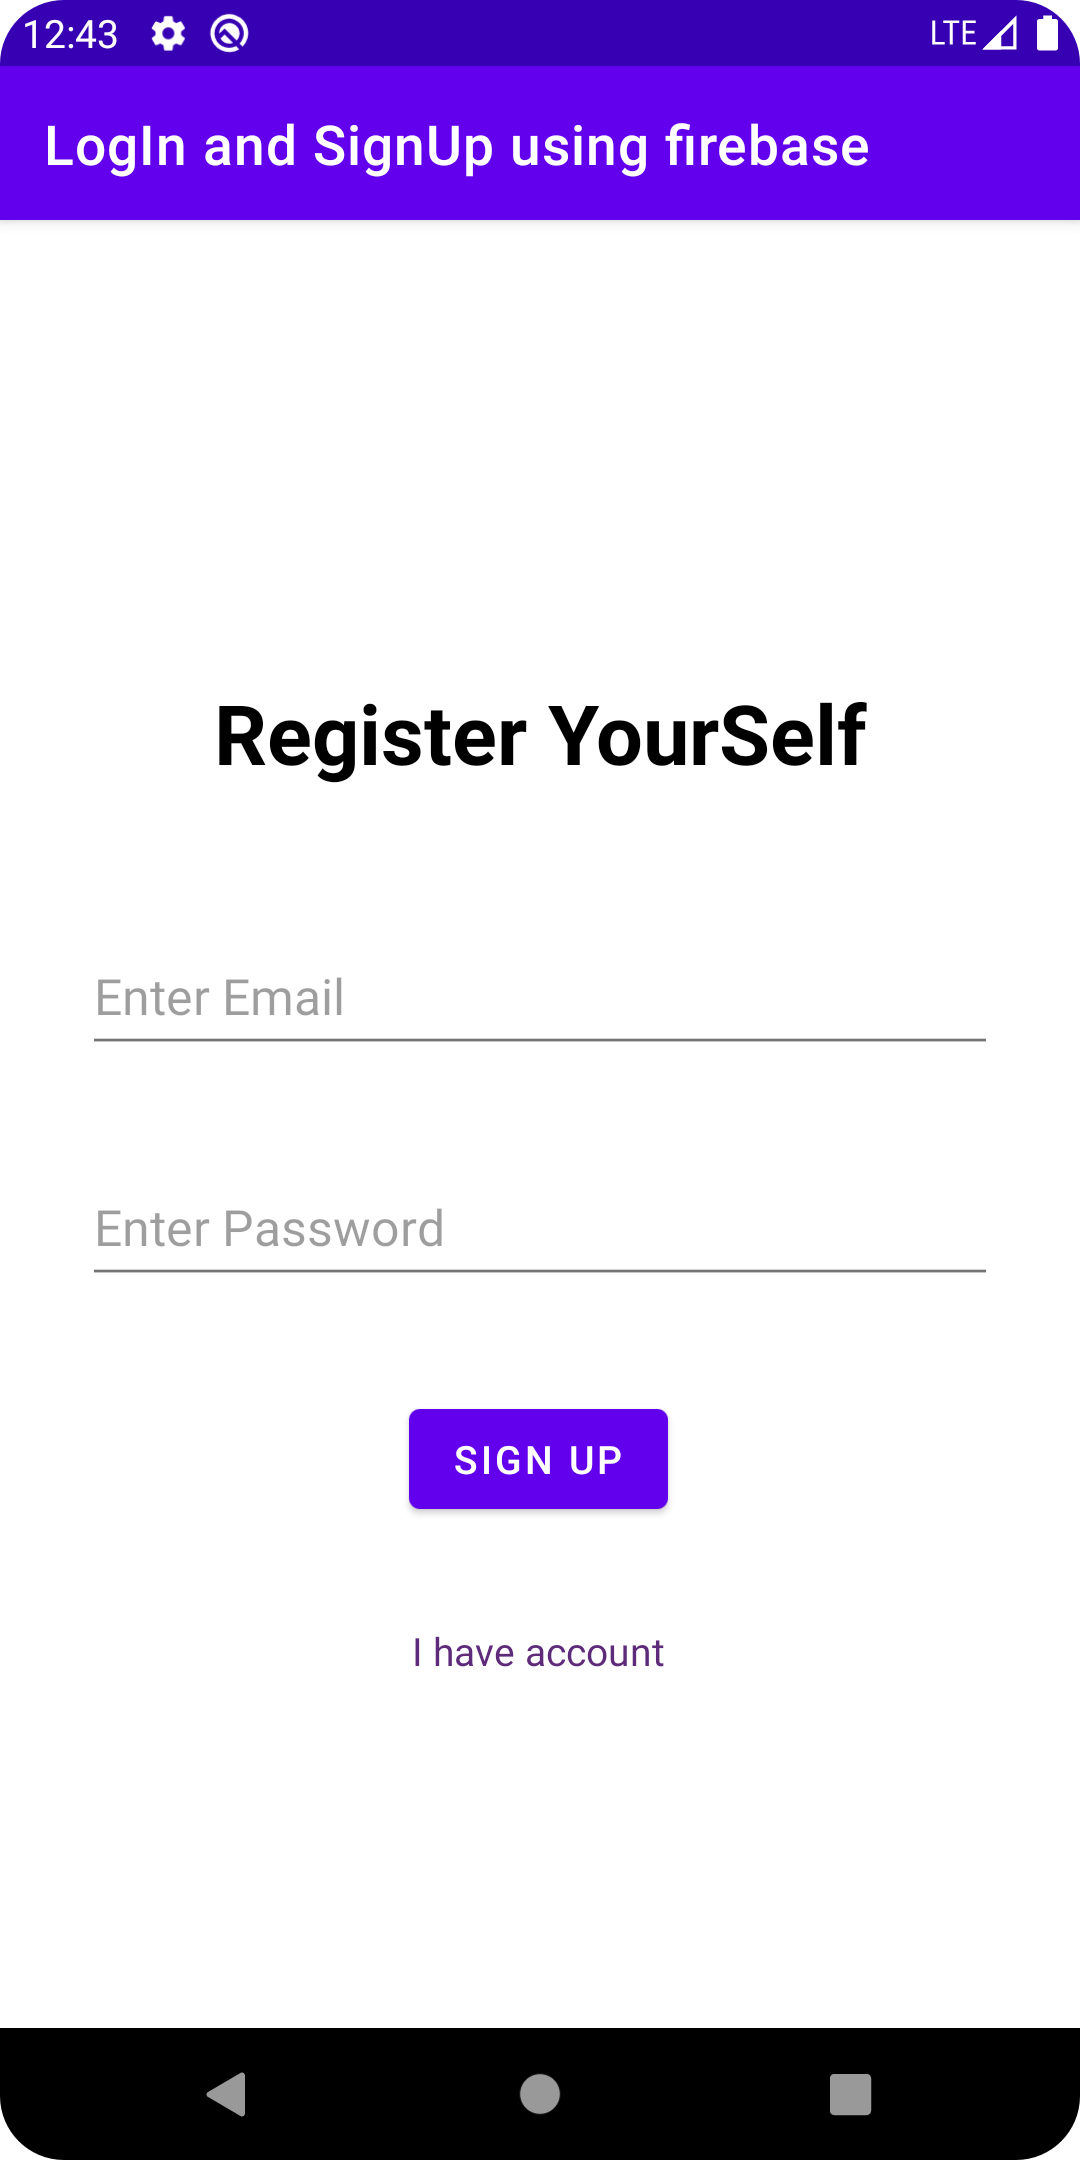 12:43 LTE
LogIn and SignUp using firebase
Register YourSelf
Enter Email
Enter Password
SIGN UP
I have account